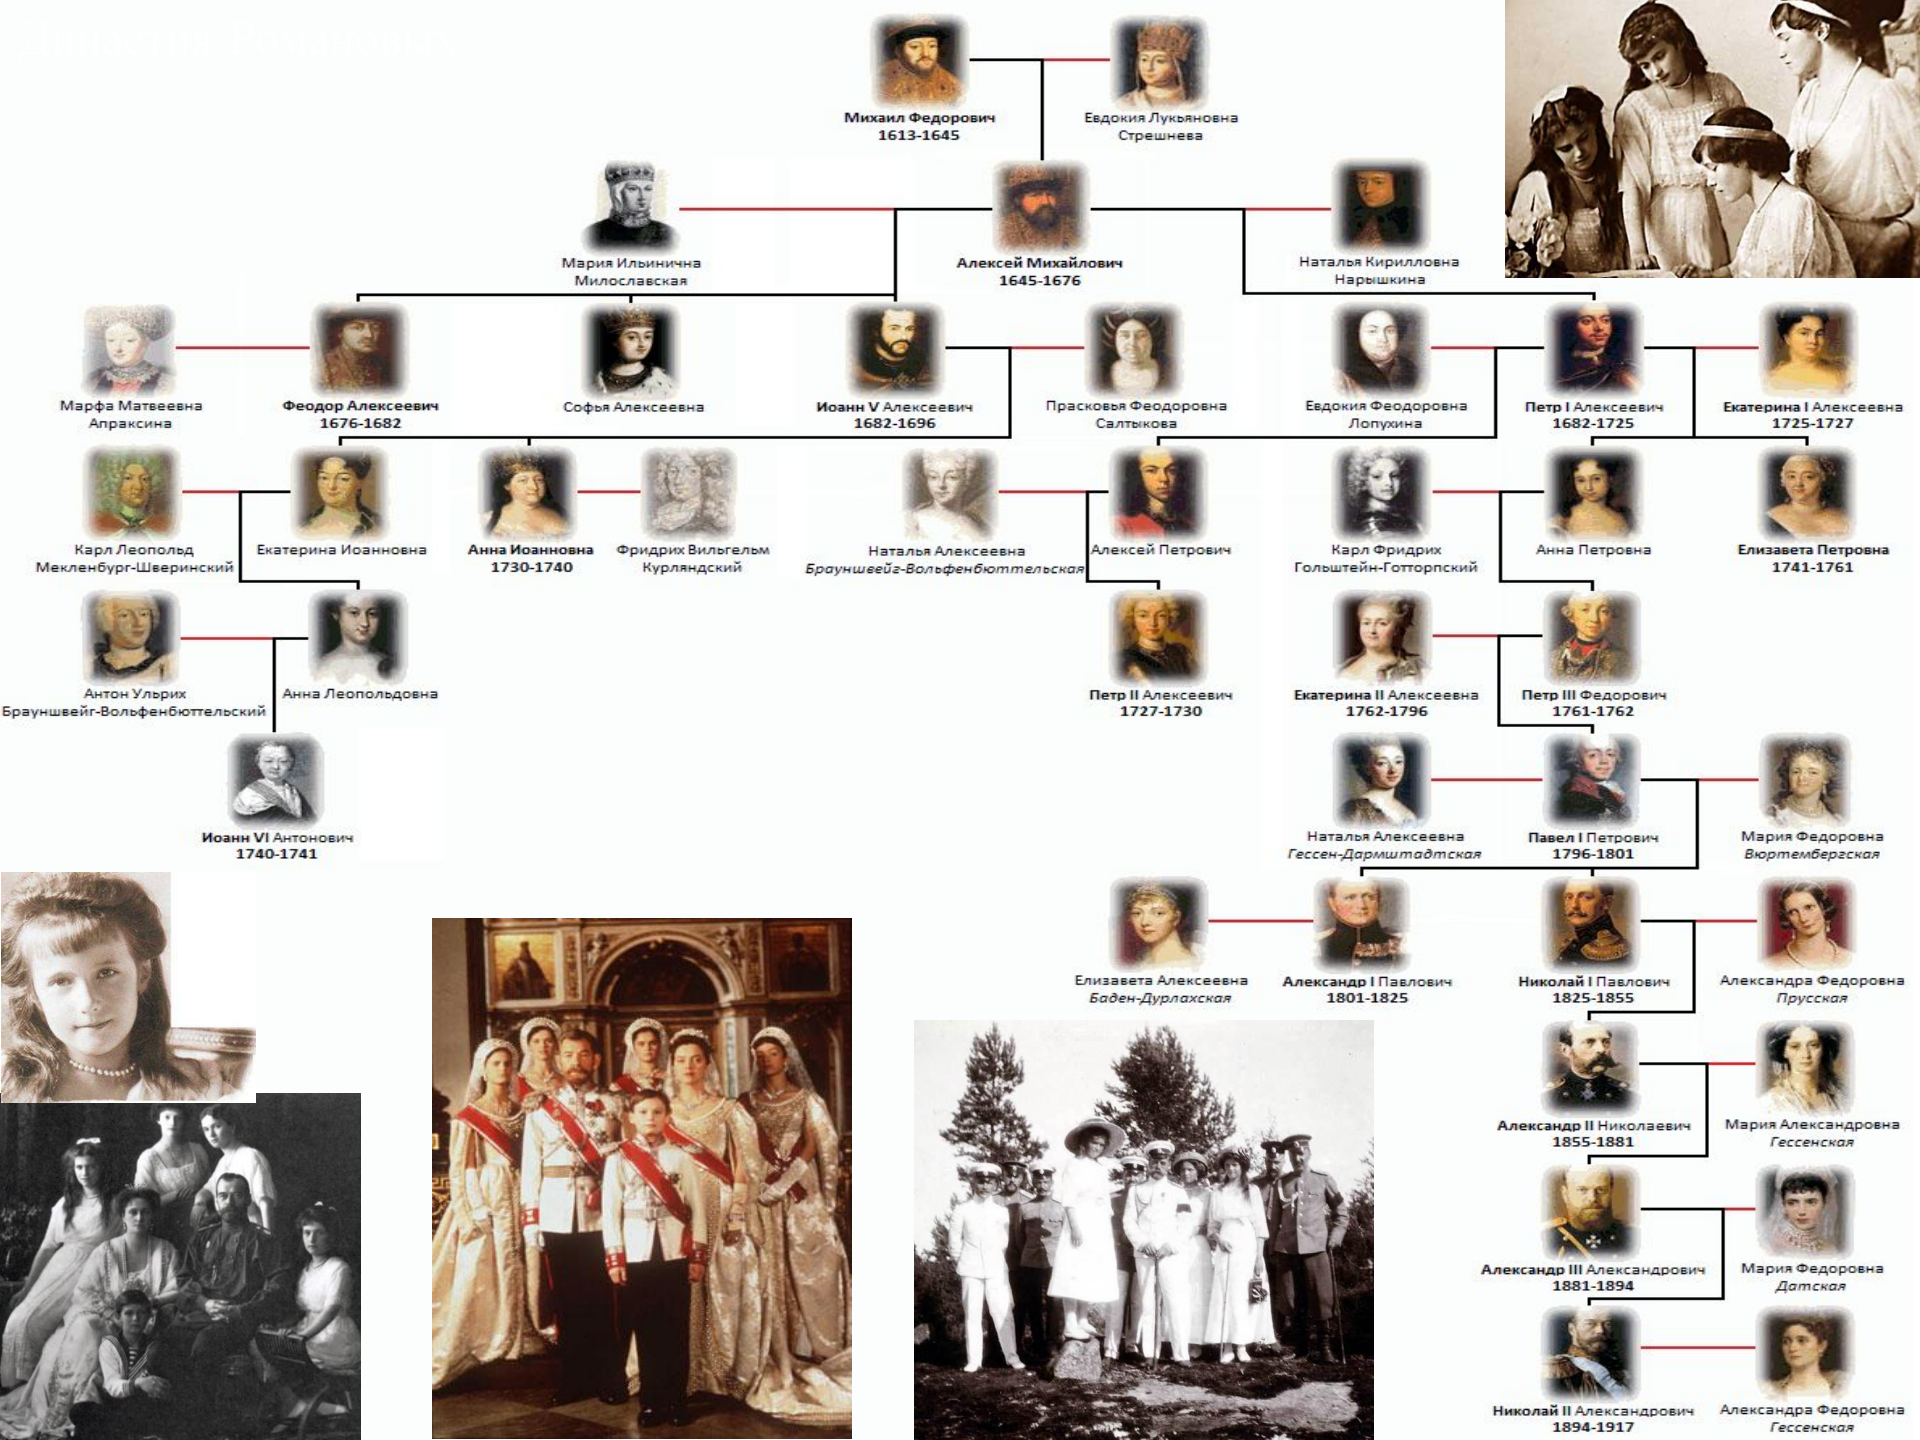 Михаил Федорович
1613-1645
Евдокия Лукьяновна
Стрешнева
Мария Ильинична
Милославская
Алексей Михайлович
1645-1676
Наталья Кирилловна
Нарышкина
Марфа Матвеевна
Апраксина
Феодор Алексеевич
1676-1682
Софья Алексеевна
Иоанн V Алексеевич
1682-1696
Прасковья Феодоровна
Салтыкова
Евдокия Феодоровна
Лопухина
Петр I Алексеевич
1682-1725
Екатерина I Алексеевна
1725-1727
Карл Леопольд
Мекленбург-Шверинский
Екатерина Иоанновна
Анна Иоанновна
1730-1740
Фридрих Вильгельм
Курляндский
Наталья Алексеевна
Брауншвейг-Вольфенбюттельская
Алексей Петрович
Карл Фридрих
Гольштейн-Готторпский
Анна Петровна
Елизавета Петровна
1741-1761
Антон Ульрих
Брауншвейг-Вольфенбюттельский
Анна Леопольдовна
Петр II Алексеевич
1727-1730
Екатерина II Алексеевна
1762-1796
Петр III Федорович
1761-1762
Иоанн VI Антонович
1740-1741
Наталья Алексеевна
Гессен-Дармштадтская
Павел I Петрович
1796-1801
Мария Федоровна
Вюртембергская
Елизавета Алексеевна
Баден-Дурлахская
Александр I Павлович
1801-1825
Николай I Павлович
1825-1855
Александра Федоровна
Прусская
Александр II Николаевич
1855-1881
Мария Александровна
Гессенская
Александр III Александрович
1881-1894
Мария Федоровна
Датская
Николай II Александрович
1894-1917
Александра Федоровна
Гессенская